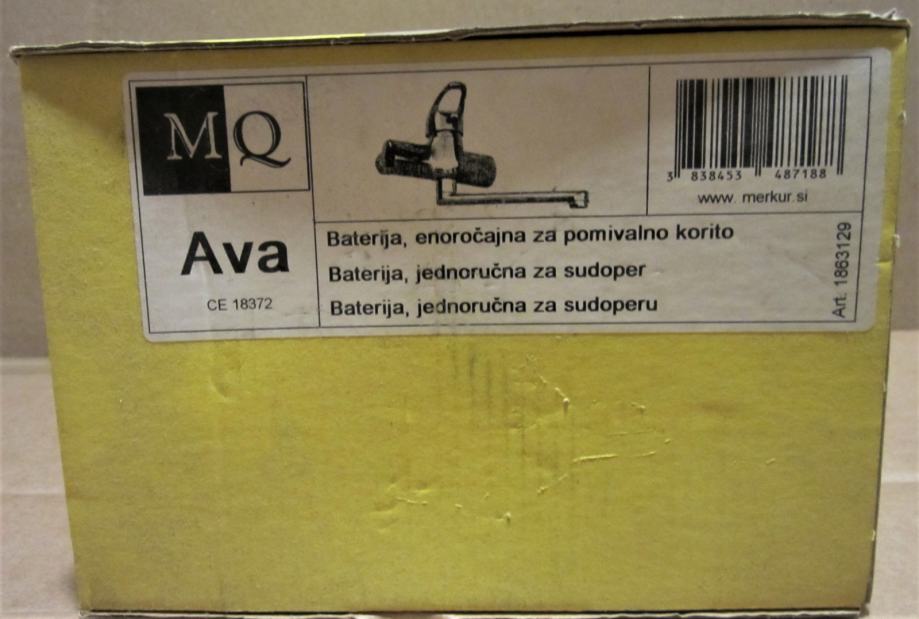 MQ
Ava
CE 18372
3 838453 487188
www. merkur.si
Baterija, enoročajna za pomivalno korito
Baterija, jednoručna za sudoper
Baterija, jednoručna za sudoperu
Art: 1863129